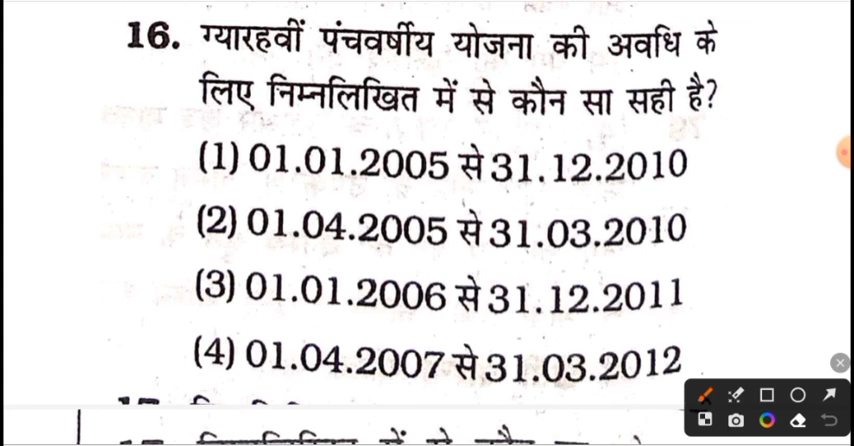 16. ग्यारहवीं पंचवर्षीय योजना की अवधि के
लिए निम्नलिखित में से कौन सा सही है?
(1) 01.01.2005 से 31.12.2010
(2) 01.04.2005 से 31.03.2010
(3) 01.01.2006 से 31.12.2011
(4) 01.04.2007 से 31.03.2012